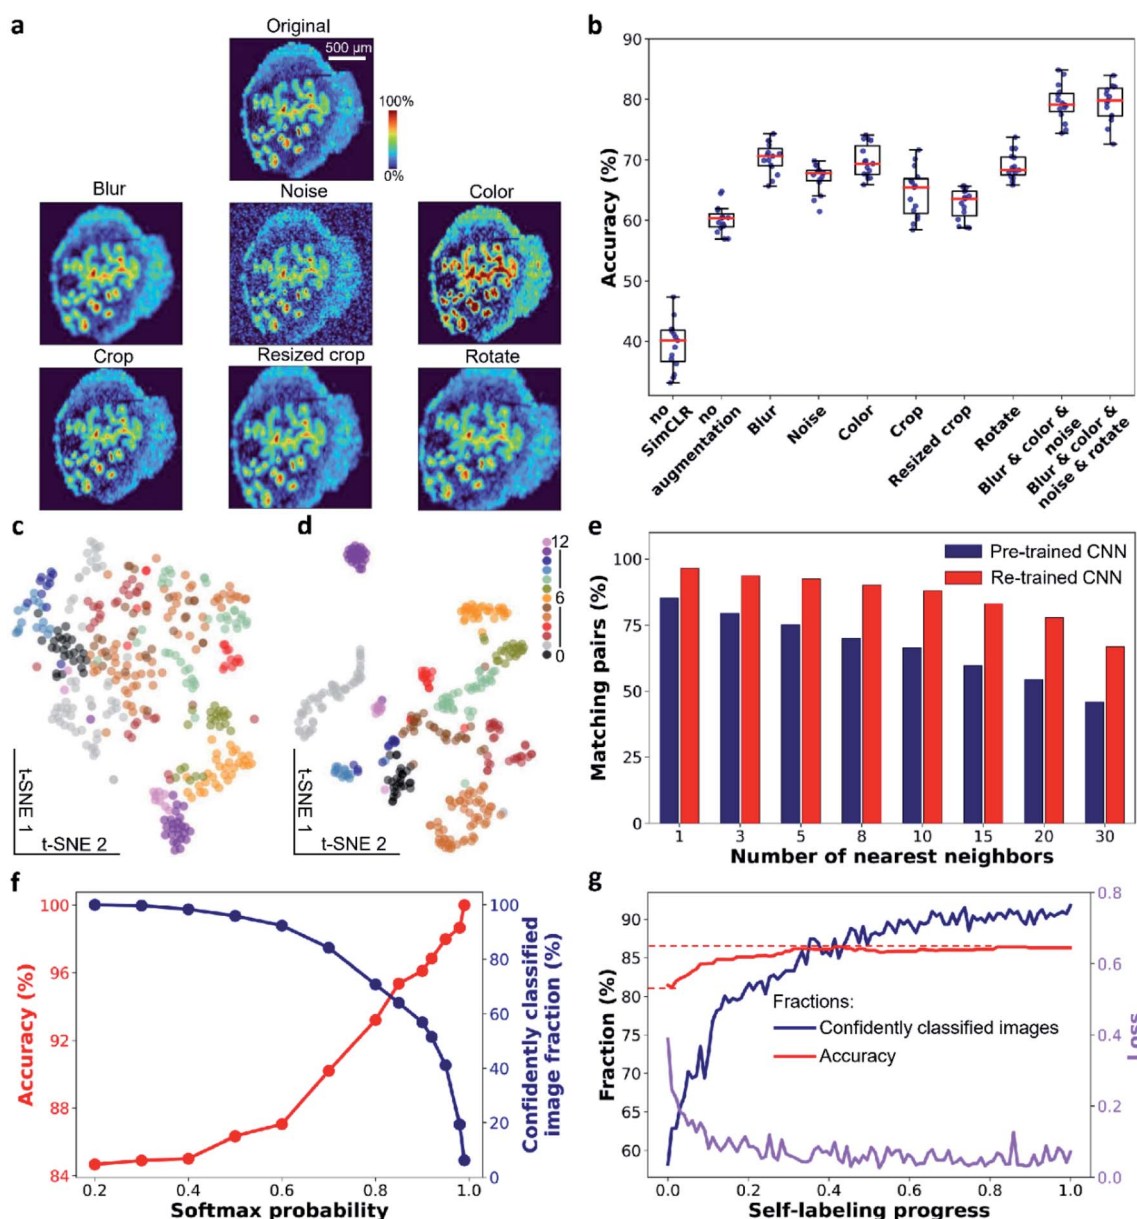 a
Original
500 µm
100%
0%
Blur
Noise
Color
Crop
Resized crop
Rotate
b
90
80
70
60
50
40
Accuracy (%)
no
SimCLR
no
augmentation
Blur
Noise
Color
Crop
Resized crop
Rotate
Blur & color &
noise
Blur & color &
noise & rotate
c
t-SNE 1
t-SNE 2
d
12
6
0
t-SNE 1
t-SNE 2
e
100
75
50
25
0
Matching pairs (%)
Pre-trained CNN
Re-trained CNN
1 3 5 8 10 15 20 30
Number of nearest neighbors
f
100
96
92
88
84
Accuracy (%)
100
80
60
40
20
0
Confidently classified
image fraction (%)
0.2 0.4 0.6 0.8 1.0
Softmax probability
g
90
85
81
80
75
70
65
60
Fraction (%)
Fractions:
Confidently classified images
Accuracy
0.8
0.6
0.4
0.2
0.0
Loss
0.0 0.2 0.4 0.6 0.8 1.0
Self-labeling progress